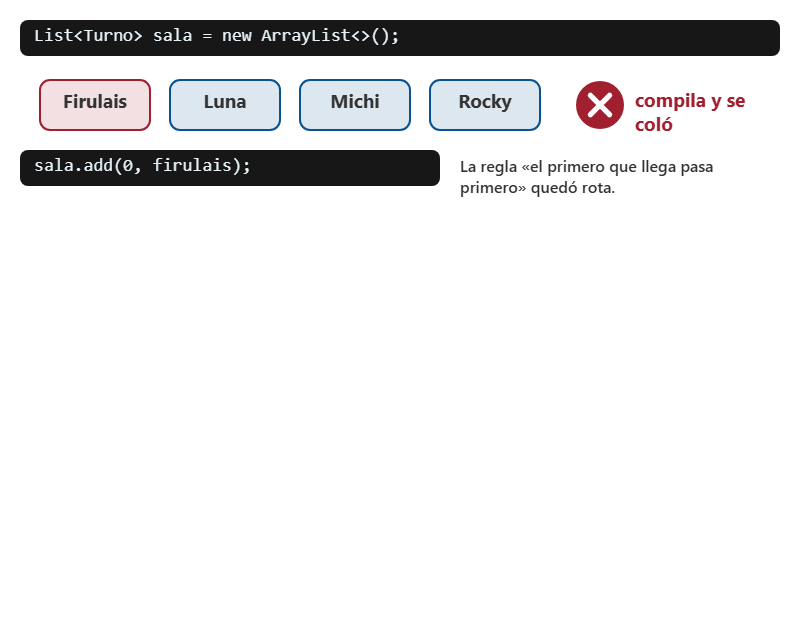 List<Turno> sala = new ArrayList<>();
Firulais
Luna
Michi
Rocky
compila y se
coló
sala.add(0, firulais);
La regla «el primero que llega pasa
primero» quedó rota.